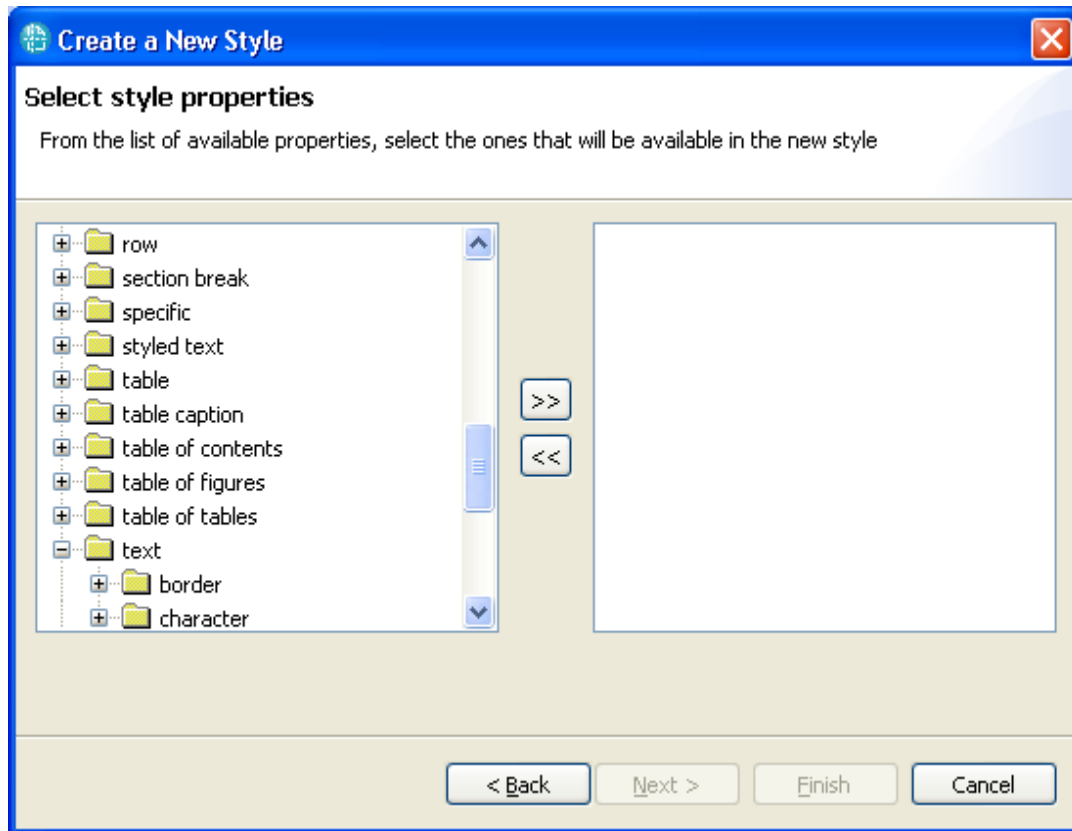 Create a New Style
Select style properties
From the list of available properties, select the ones that will be available in the new style
row
section break
specific
styled text
table
table caption
table of contents
table of figures
table of tables
text
border
character
>>
<<
< Back
Next >
Finish
Cancel